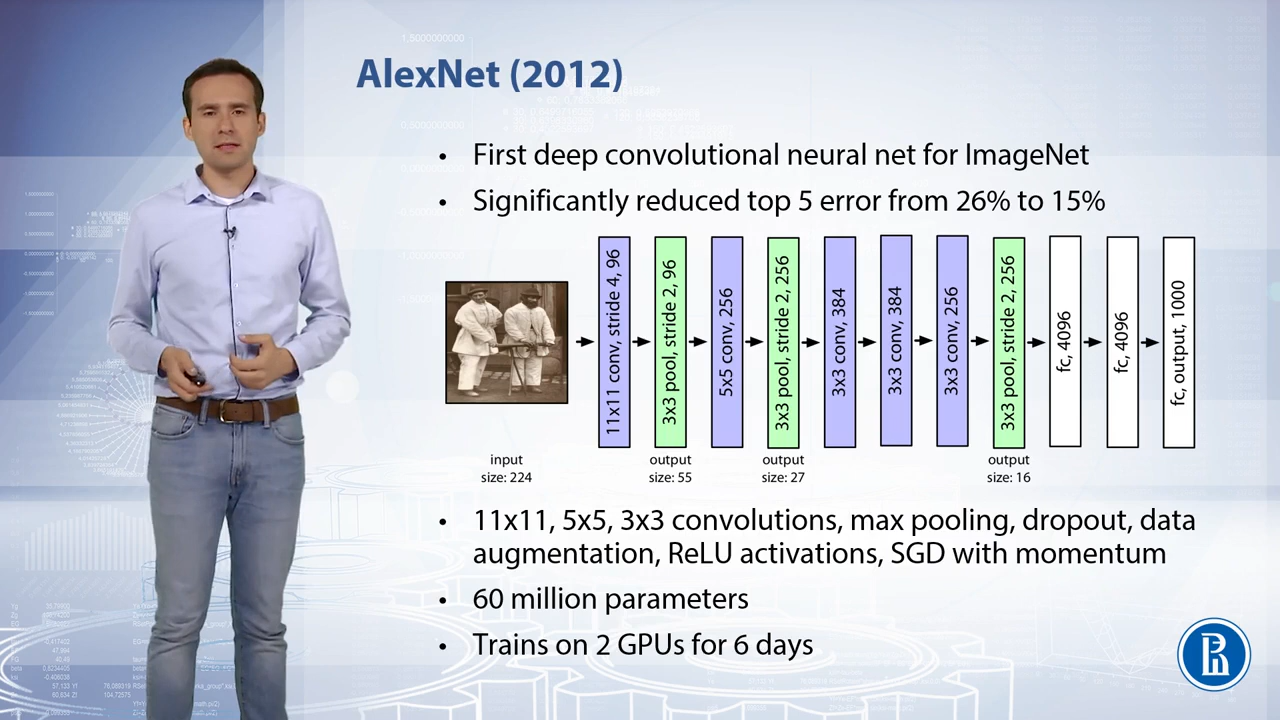 AlexNet (2012)
• First deep convolutional neural net for ImageNet
• Significantly reduced top 5 error from 26% to 15%
11x11 conv, stride 4, 96
3x3 pool, stride 2, 96
5x5 conv, 256
3x3 pool, stride 2, 256
3x3 conv, 384
3x3 conv, 384
3x3 conv, 256
3x3 pool, stride 2, 256
fc, 4096
fc, 4096
fc, output, 1000
input
size: 224
output
size: 55
output
size: 27
output
size: 16
• 11x11, 5x5, 3x3 convolutions, max pooling, dropout, data
augmentation, ReLU activations, SGD with momentum
• 60 million parameters
• Trains on 2 GPUs for 6 days